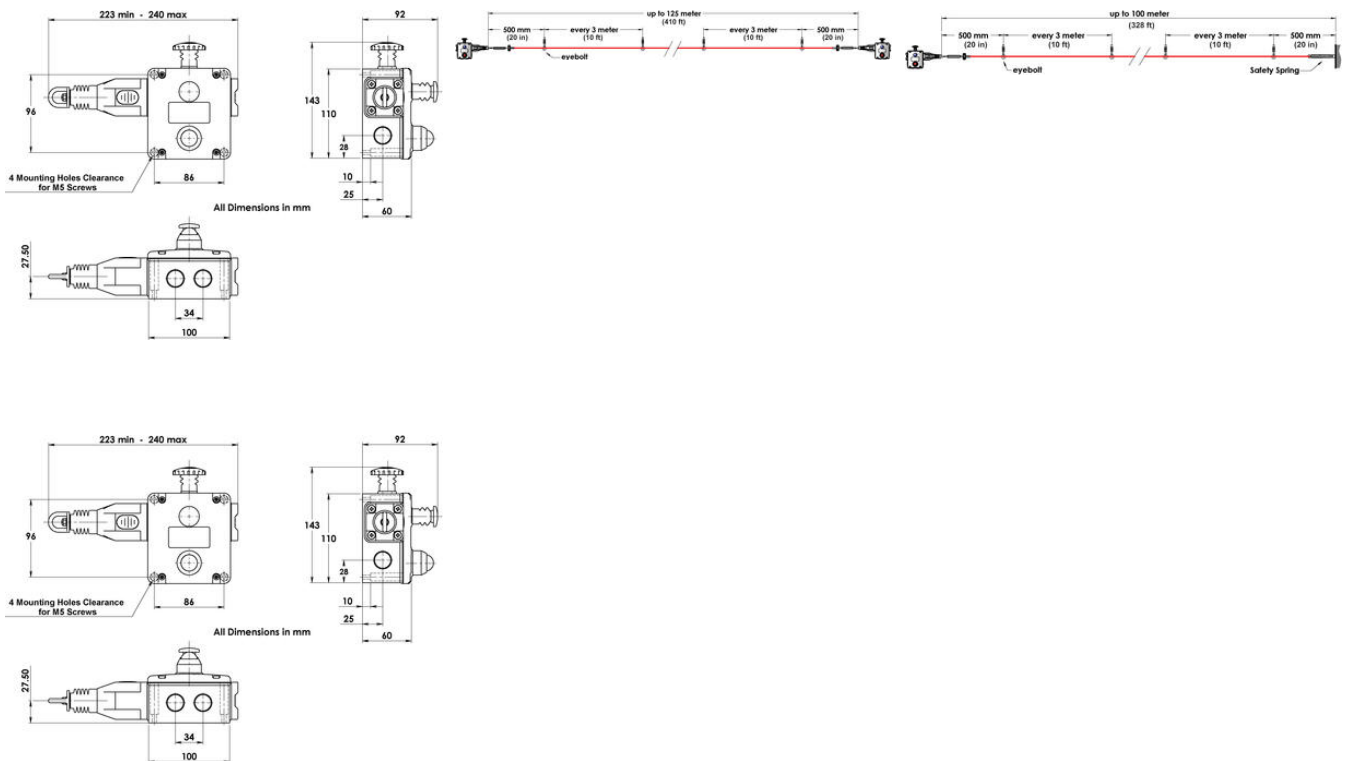 223 min - 240 max
96
4 Mounting Holes Clearance
for M5 Screws
86
92
143
110
28
10
25
60
All Dimensions in mm
27.50
34
100
up to 125 meter
(410 ft)
500 mm
(20 in)
every 3 meter
(10 ft)
every 3 meter
(10 ft)
500 mm
(20 in)
eyebolt
up to 100 meter
(328 ft)
500 mm
(20 in)
every 3 meter
(10 ft)
every 3 meter
(10 ft)
500 mm
(20 in)
eyebolt
Safety Spring
223 min - 240 max
96
4 Mounting Holes Clearance
for M5 Screws
86
92
143
110
28
10
25
60
All Dimensions in mm
27.50
34
100